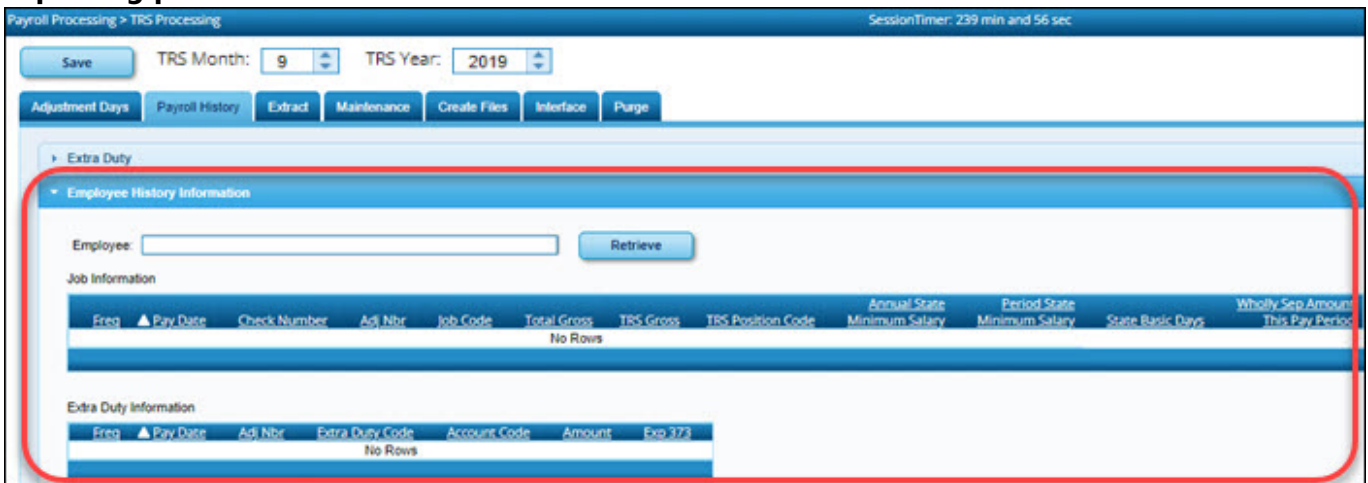 Payroll Processing > TRS Processing SessionTimer: 239 min and 56 sec
Save TRS Month: 9 TRS Year: 2019
Adjustment Days Payroll History Extract Maintenance Create Files Interface Purge
Extra Duty
Employee History Information
Employee: Retrieve
Job Information
Annual State Period State Wholly Sep Amount
Freq Pay Date Check Number Adj Nbr Job Code Total Gross TRS Gross TRS Position Code Minimum Salary Minimum Salary State Basic Days This Pay Period
No Rows
Extra Duty Information
Freq Pay Date Adj Nbr Extra Duty Code Account Code Amount Exp 373
No Rows